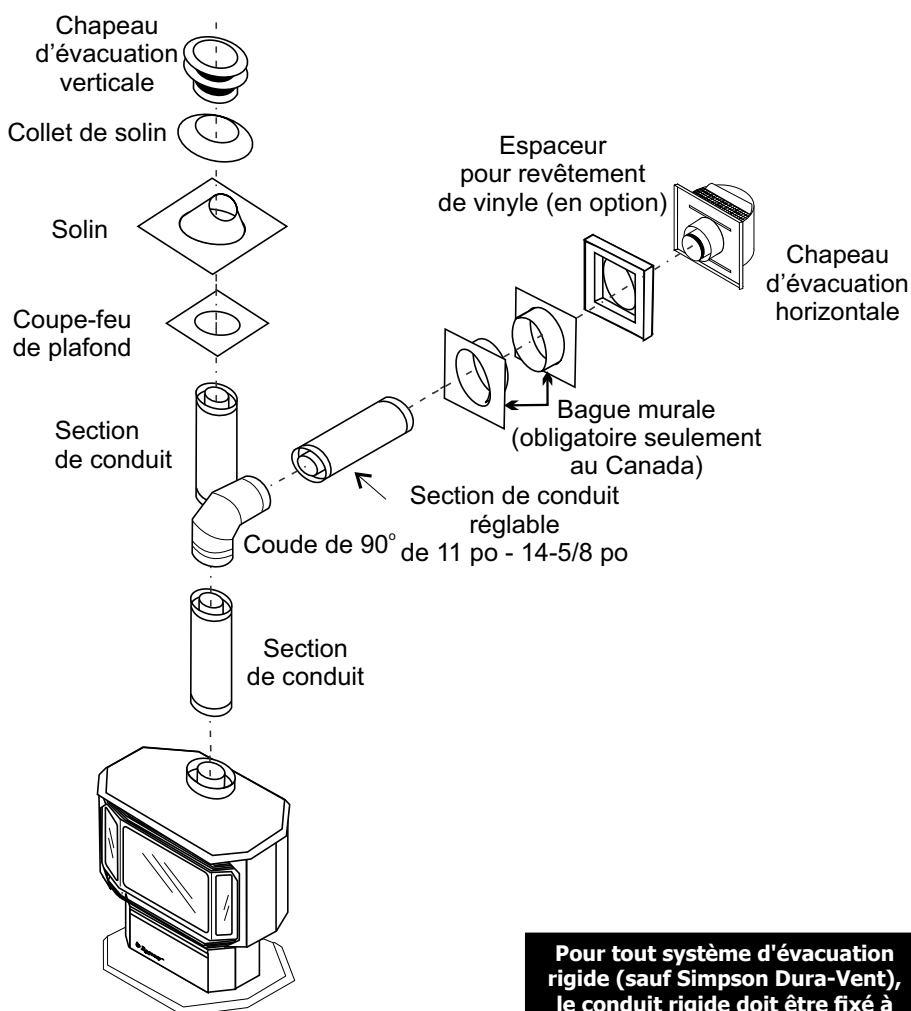 Chapeau
d'évacuation
verticale
Collet de solin
Solin
Coupe-feu
de plafond
Section
de conduit
Espaceur
pour revêtement
de vinyle (en option)
Chapeau
d'évacuation
horizontale
Bague murale
(obligatoire seulement
au Canada)
Section de conduit
réglable
de 11 po - 14-5/8 po
Coude de 90°
Section
de conduit
Pour tout système d'évacuation
rigide (sauf Simpson Dura-Vent),
le conduit rigide doit être fixé à